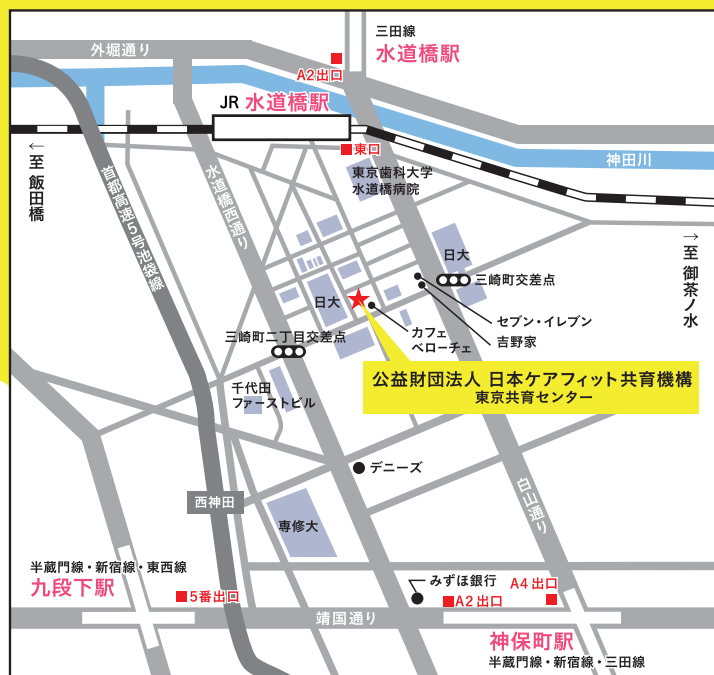 三田線
水道橋駅
外堀通り
A2出口
JR 水道橋駅
東口
神田川
←至 飯田橋
東京歯科大学
水道橋病院
首都高速5号池袋線
水道橋西通り
→至 御茶ノ水
日大
三崎町交差点
日大
セブン・イレブン
吉野家
カフェ
ベローチェ
三崎町二丁目交差点
公益財団法人 日本ケアフィット共育機構
東京共育センター
千代田
ファーストビル
デニーズ
白山通り
西神田
専修大
半蔵門線・新宿線・東西線
九段下駅
5番出口
みずほ銀行
A2出口
A4出口
靖国通り
神保町駅
半蔵門線・新宿線・三田線